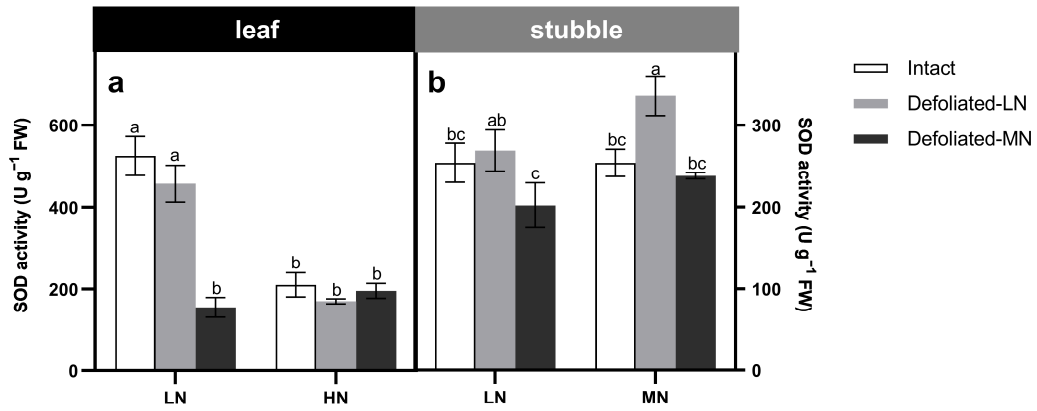 leaf
stubble
a
b
Intact
Defoliated-LN
Defoliated-MN
SOD activity (U g⁻¹ FW)
600
400
200
0
a
a
b
b
b
b
LN
HN
bc
ab
c
bc
a
bc
LN
MN
300
200
100
0
SOD activity (U g⁻¹ FW)